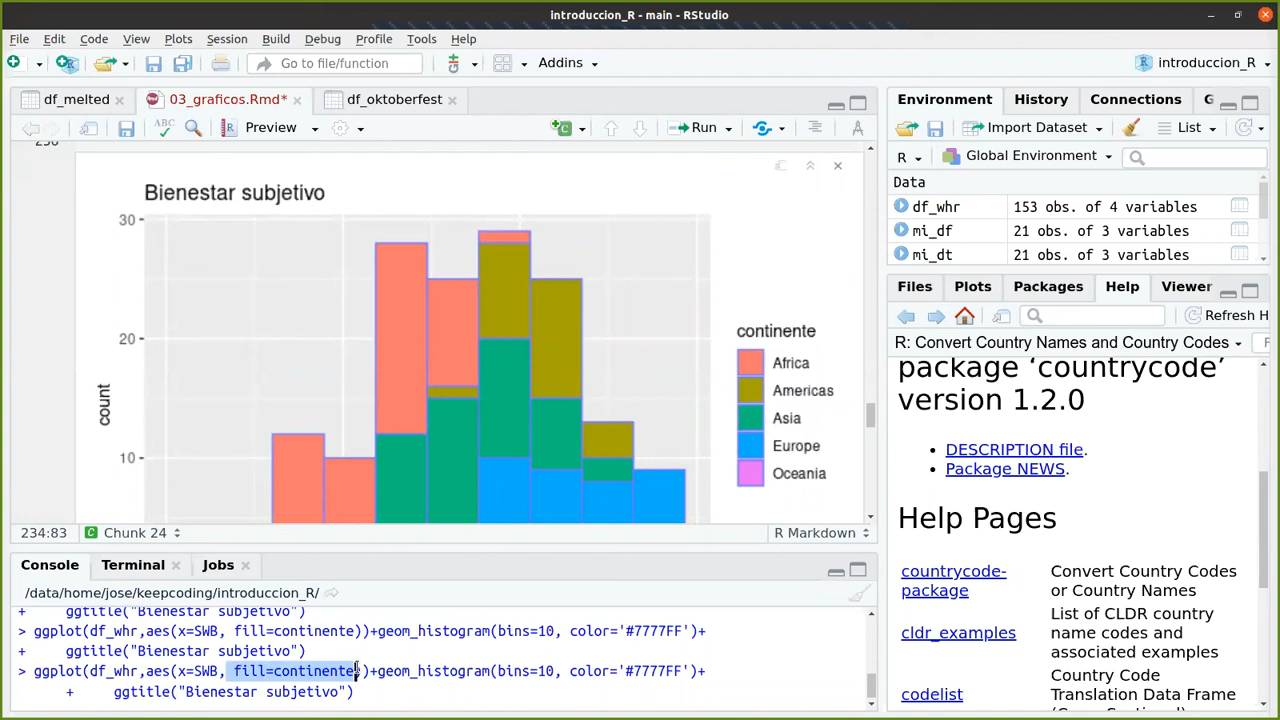 introduccion_R - main - RStudio
File Edit Code View Plots Session Build Debug Profile Tools Help
Go to file/function Addins introduccion_R
df_melted 03_graficos.Rmd* df_oktoberfest
ABC Preview Run
Bienestar subjetivo
30
20
10
count
continente
Africa
Americas
Asia
Europe
Oceania
234:83 Chunk 24 R Markdown
Console Terminal Jobs
/data/home/jose/keepcoding/introduccion_R/
+ ggtitle("Bienestar subjetivo")
> ggplot(df_whr,aes(x=SWB, fill=continente))+geom_histogram(bins=10, color='#7777FF')+
+ ggtitle("Bienestar subjetivo")
> ggplot(df_whr,aes(x=SWB, fill=continente))+geom_histogram(bins=10, color='#7777FF')+
+ ggtitle("Bienestar subjetivo")
Environment History Connections G
Import Dataset List
R Global Environment
Data
df_whr 153 obs. of 4 variables
mi_df 21 obs. of 3 variables
mi_dt 21 obs. of 3 variables
Files Plots Packages Help Viewer
Refresh H
R: Convert Country Names and Country Codes
package ‘countrycode’
version 1.2.0
• DESCRIPTION file.
• Package NEWS.
Help Pages
countrycode-package Convert Country Codes or Country Names
cldr_examples List of CLDR country name codes and associated examples
codelist Country Code Translation Data Frame